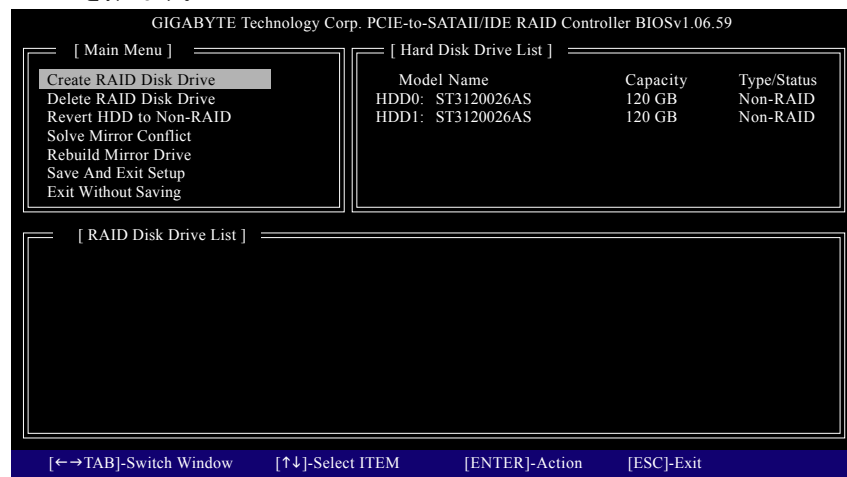 GIGABYTE Technology Corp. PCIE-to-SATAII/IDE RAID Controller BIOSv1.06.59
[ Main Menu ]
Create RAID Disk Drive
Delete RAID Disk Drive
Revert HDD to Non-RAID
Solve Mirror Conflict
Rebuild Mirror Drive
Save And Exit Setup
Exit Without Saving
[ Hard Disk Drive List ]
Model Name Capacity Type/Status
HDD0: ST3120026AS 120 GB Non-RAID
HDD1: ST3120026AS 120 GB Non-RAID
[ RAID Disk Drive List ]
[←→TAB]-Switch Window [↑↓]-Select ITEM [ENTER]-Action [ESC]-Exit